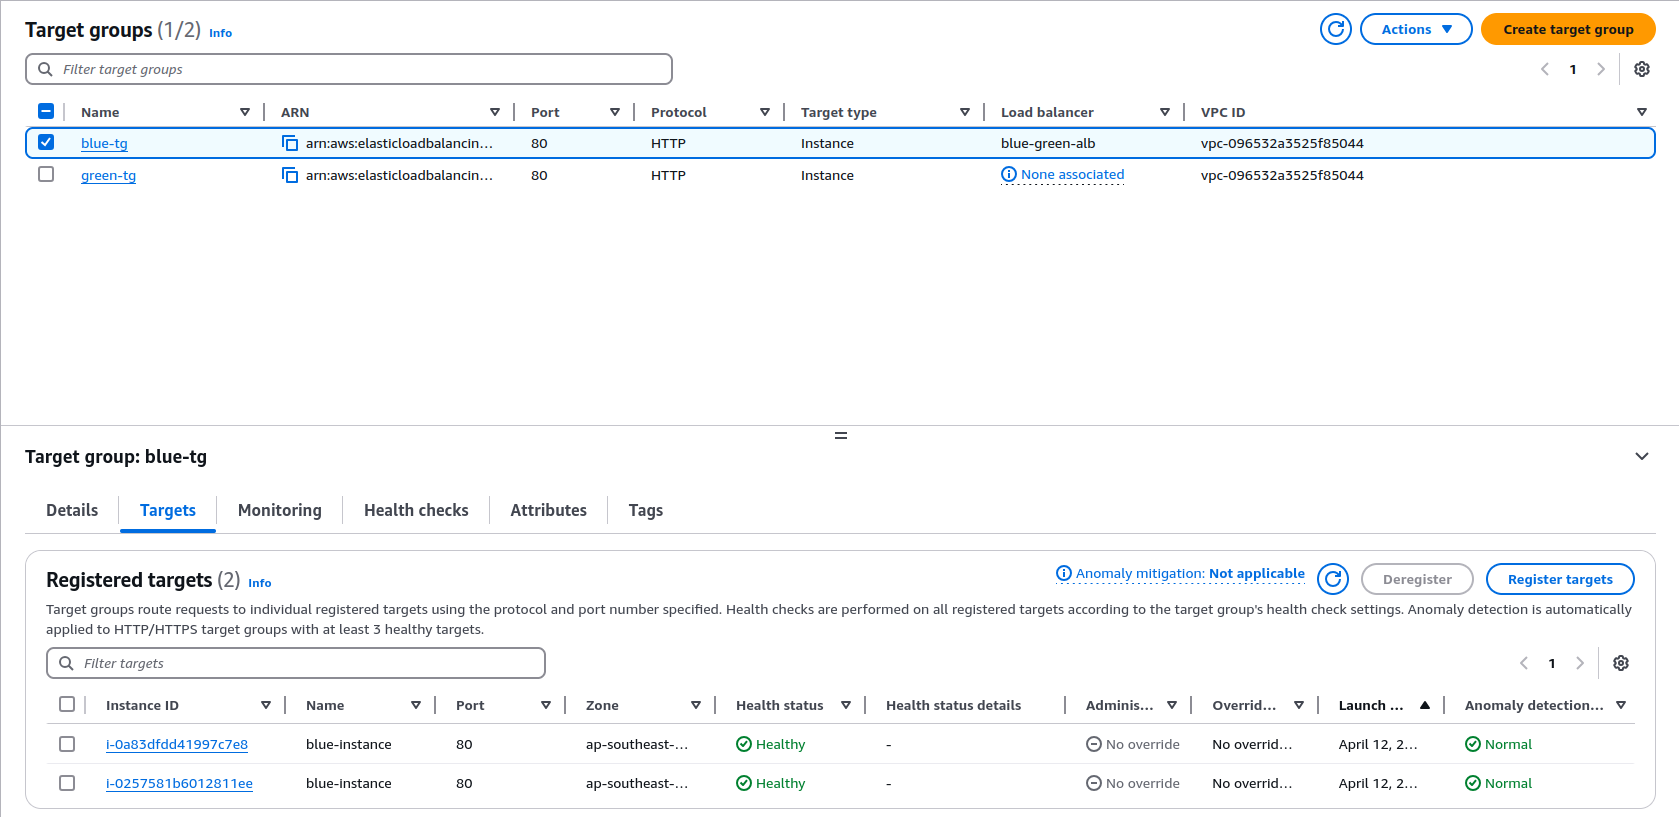 Target groups (1/2) Info
Actions
Create target group
Filter target groups
1
Name ARN Port Protocol Target type Load balancer VPC ID
blue-tg arn:aws:elasticloadbalancin... 80 HTTP Instance blue-green-alb vpc-096532a3525f85044
green-tg arn:aws:elasticloadbalancin... 80 HTTP Instance None associated vpc-096532a3525f85044
Target group: blue-tg
Details Targets Monitoring Health checks Attributes Tags
Registered targets (2) Info
Anomaly mitigation: Not applicable
Deregister
Register targets
Target groups route requests to individual registered targets using the protocol and port number specified. Health checks are performed on all registered targets according to the target group's health check settings. Anomaly detection is automatically
applied to HTTP/HTTPS target groups with at least 3 healthy targets.
Filter targets
1
Instance ID Name Port Zone Health status Health status details Adminis... Overrid... Launch ... Anomaly detection...
i-0a83dfdd41997c7e8 blue-instance 80 ap-southeast-... Healthy - No override No overrid... April 12, 2... Normal
i-0257581b6012811ee blue-instance 80 ap-southeast-... Healthy - No override No overrid... April 12, 2... Normal